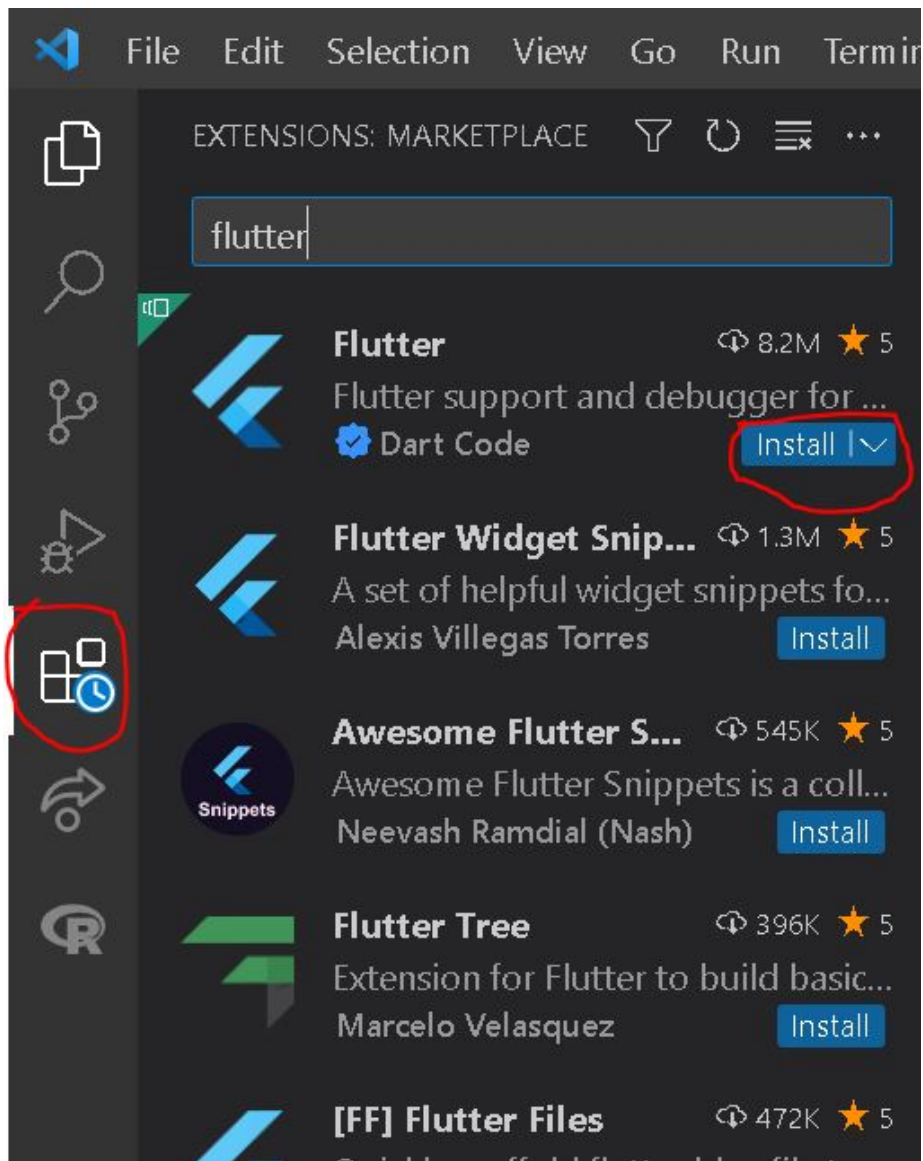 File Edit Selection View Go Run
EXTENSIONS: MARKETPLACE
flutter
Flutter 8.2M 5
Flutter support and debugger for ...
Dart Code Install
Flutter Widget Snip... 1.3M 5
A set of helpful widget snippets fo...
Alexis Villegas Torres Install
Awesome Flutter S... 545K 5
Snippets
Awesome Flutter Snippets is a coll...
Neevash Ramdial (Nash) Install
Flutter Tree 396K 5
Extension for Flutter to build basic...
Marcelo Velasquez Install
[FF] Flutter Files 472K 5